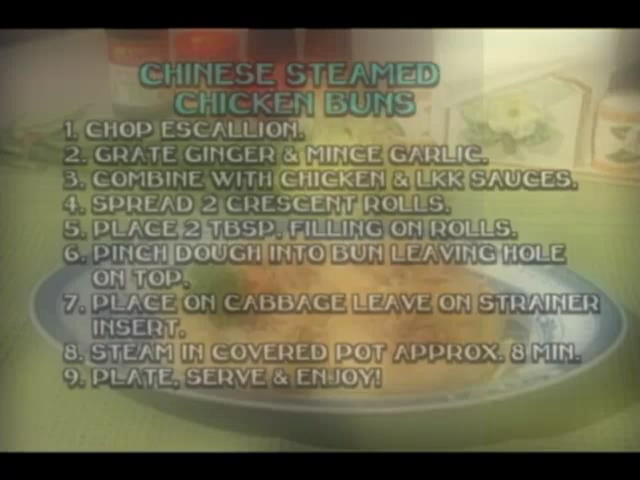 CHINESE STEAMED
CHICKEN BUNS
1. CHOP ESCALLION.
2. GRATE GINGER & MINCE GARLIC.
3. COMBINE WITH CHICKEN & LKK SAUCES.
4. SPREAD 2 CRESCENT ROLLS.
5. PLACE 2 TBSP. FILLING ON ROLLS.
6. PINCH DOUGH INTO BUN LEAVING HOLE
ON TOP.
7. PLACE ON CABBAGE LEAVE ON STRAINER
INSERT.
8. STEAM IN COVERED POT APPROX. 8 MIN.
9. PLATE, SERVE & ENJOY!